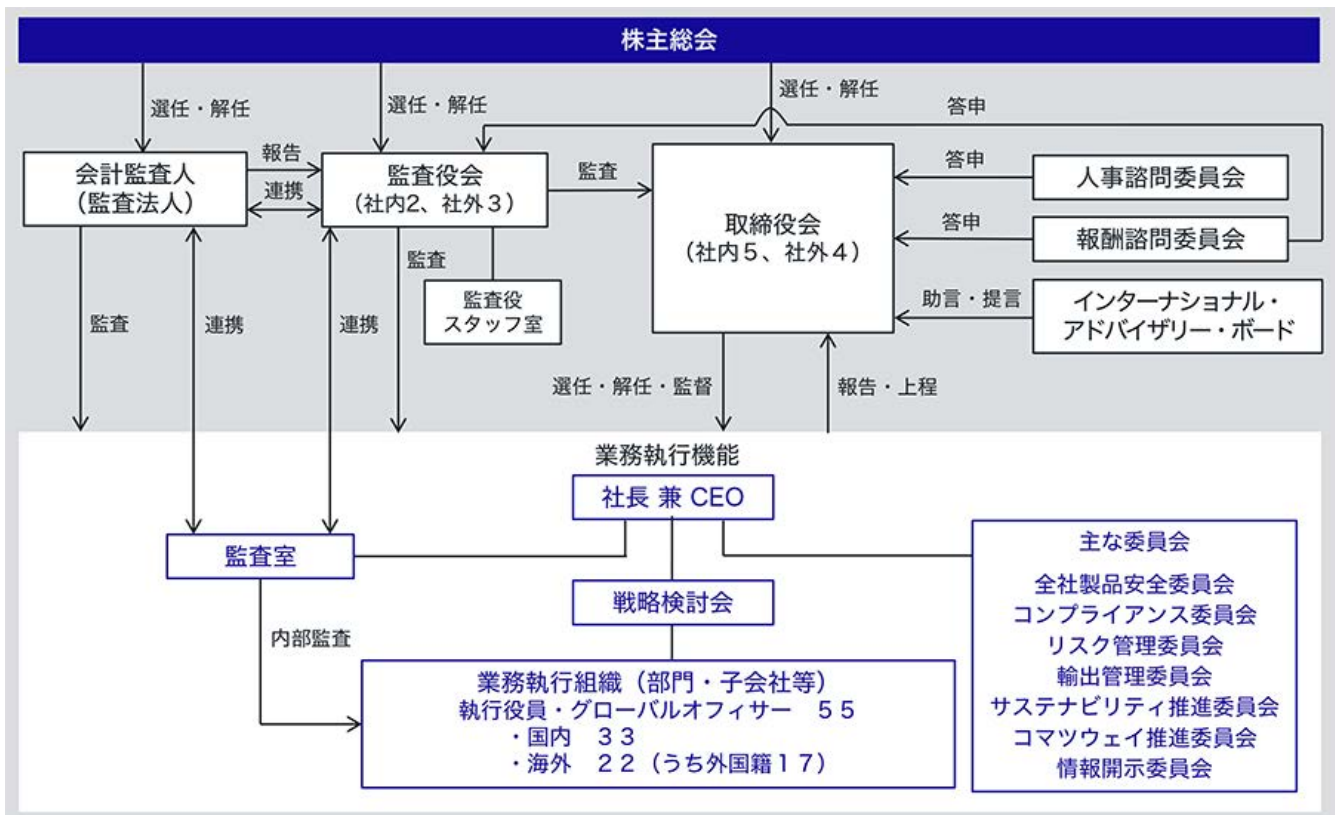 株主総会
選任・解任
選任・解任
選任・解任
答申
会計監査人
(監査法人)
報告
連携
監査役会
(社内2、社外3)
監査
取締役会
(社内5、社外4)
答申
人事諮問委員会
答申
報酬諮問委員会
助言・提言
インターナショナル・
アドバイザリー・ボード
監査
監査役
スタッフ室
監査
連携
連携
選任・解任・監督
報告・上程
業務執行機能
社長 兼 CEO
監査室
戦略検討会
内部監査
業務執行組織（部門・子会社等）
執行役員・グローバルオフィサー 55
・国内 33
・海外 22（うち外国籍17）
主な委員会
全社製品安全委員会
コンプライアンス委員会
リスク管理委員会
輸出管理委員会
サステナビリティ推進委員会
コマツウェイ推進委員会
情報開示委員会